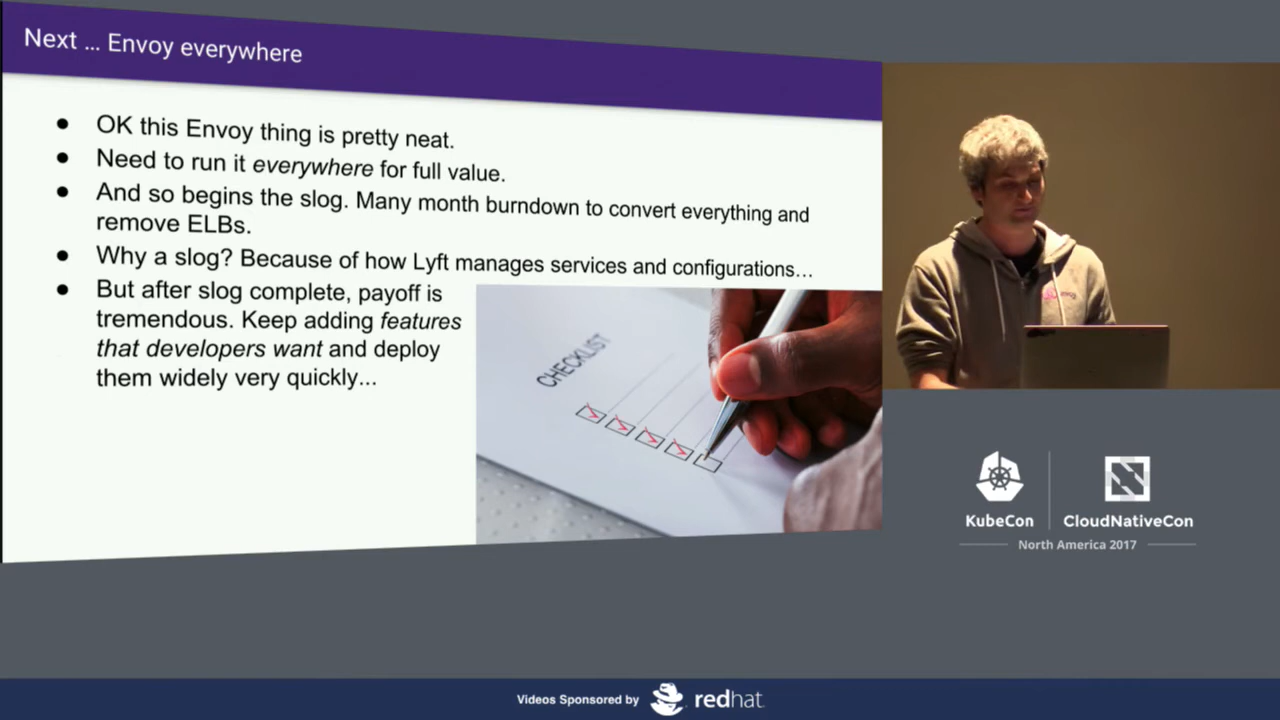 Next ... Envoy everywhere
● OK this Envoy thing is pretty neat.
● Need to run it everywhere for full value.
● And so begins the slog. Many month burndown to convert everything and
remove ELBs.
● Why a slog? Because of how Lyft manages services and configurations...
● But after slog complete, payoff is
tremendous. Keep adding features
that developers want and deploy
them widely very quickly...
CHECKLIST
KubeCon
CloudNativeCon
North America 2017
Videos Sponsored by
redhat.